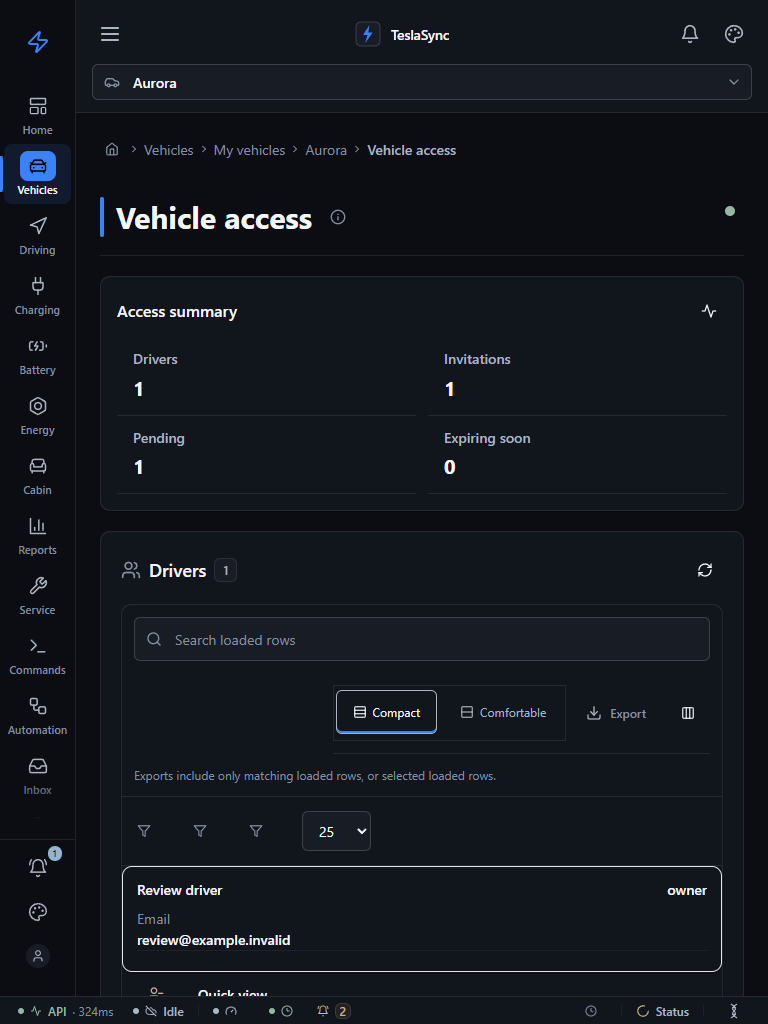 TeslaSync
Aurora
Home
Vehicles
Driving
Charging
Battery
Energy
Cabin
Reports
Service
Commands
Automation
Inbox
1
Vehicles > My vehicles > Aurora > Vehicle access
Vehicle access
Access summary
Drivers
1
Invitations
1
Pending
1
Expiring soon
0
Drivers 1
Search loaded rows
Compact Comfortable Export
Exports include only matching loaded rows, or selected loaded rows.
25
Review driver owner
Email
review@example.invalid
Quick view
API · 324ms Idle 2 Status